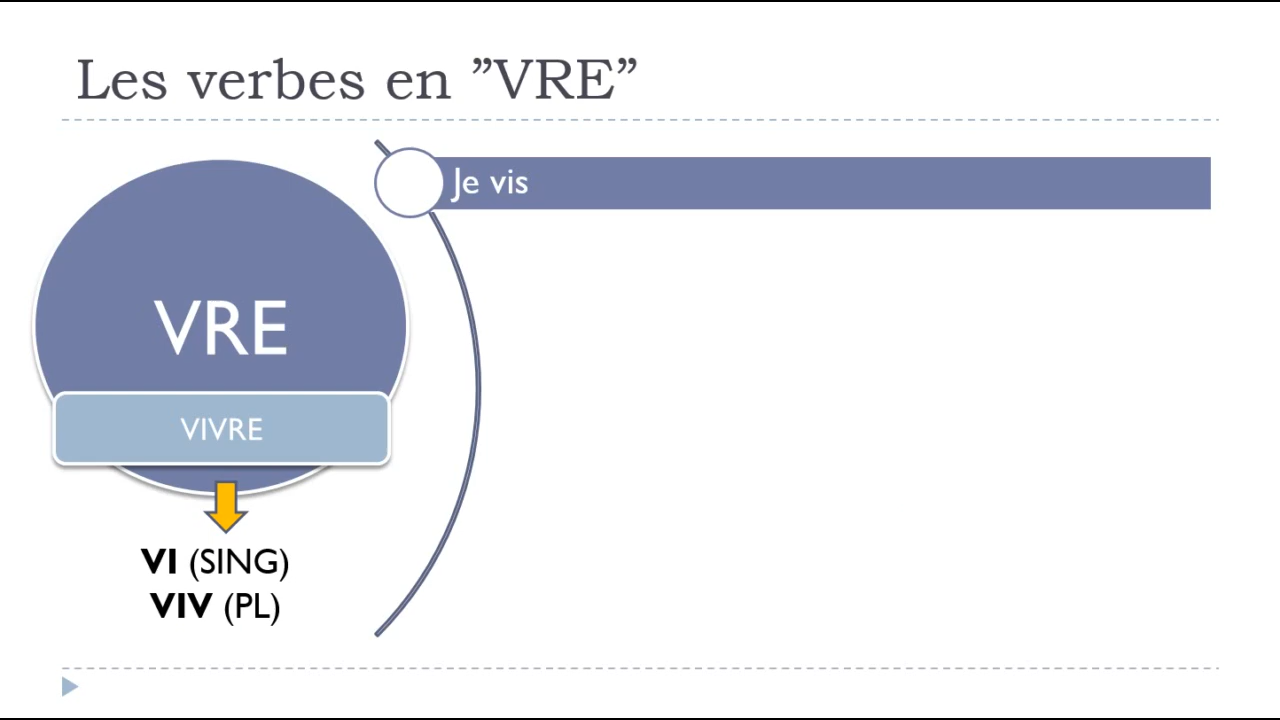 Les verbes en ”VRE”
Je vis
VRE
VIVRE
VI (SING)
VIV (PL)